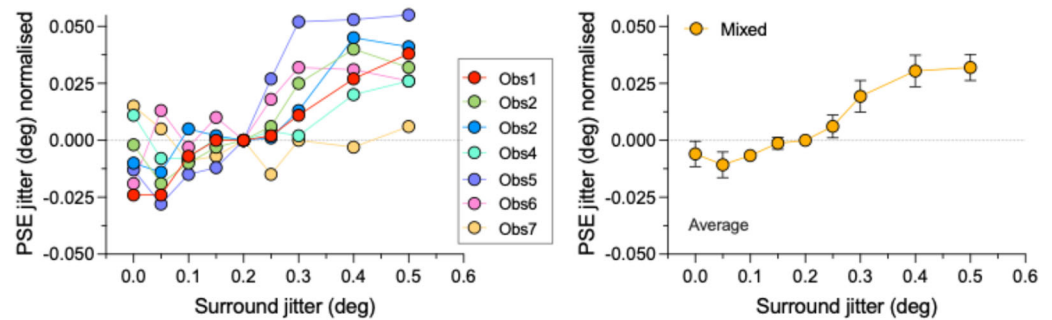 PSE jitter (deg) normalised
0.050
0.025
0.000
-0.025
-0.050
0.0 0.1 0.2 0.3 0.4 0.5 0.6
Surround jitter (deg)
Obs1
Obs2
Obs2
Obs4
Obs5
Obs6
Obs7
PSE jitter (deg) normalised
0.050
0.025
0.000
-0.025
-0.050
Mixed
Average
0.0 0.1 0.2 0.3 0.4 0.5 0.6
Surround jitter (deg)